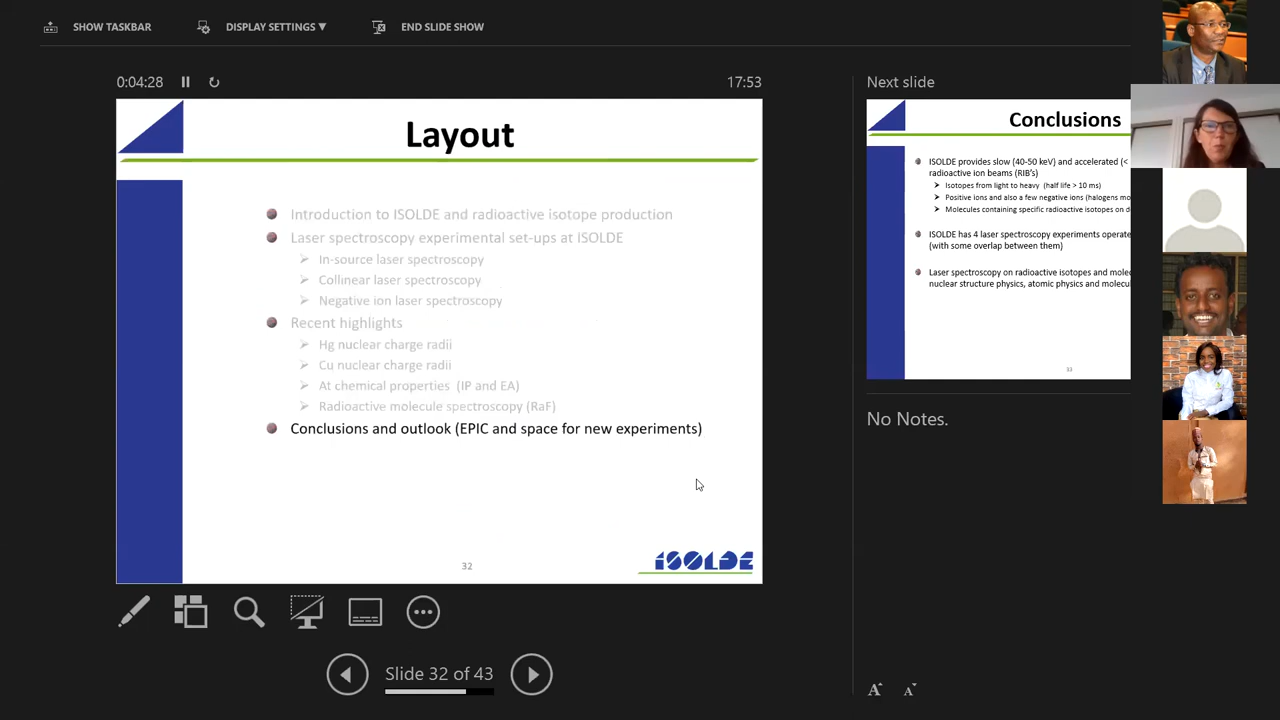 SHOW TASKBAR
DISPLAY SETTINGS ▼
END SLIDE SHOW
0:04:28
17:53
Layout
Introduction to ISOLDE and radioactive isotope production
Laser spectroscopy experimental set-ups at ISOLDE
In-source laser spectroscopy
Collinear laser spectroscopy
Negative ion laser spectroscopy
Recent highlights
Hg nuclear charge radii
Cu nuclear charge radii
At chemical properties (IP and EA)
Radioactive molecule spectroscopy (RaF)
Conclusions and outlook (EPIC and space for new experiments)
32
ISOLDE
Slide 32 of 43
Next slide
Conclusions
ISOLDE provides slow (40-50 keV) and accelerated (<
radioactive ion beams (RIB's)
Isotopes from light to heavy (half life > 10 ms)
Positive ions and also a few negative ions (halogens mo
Molecules containing specific radioactive isotopes on d
ISOLDE has 4 laser spectroscopy experiments operate
(with some overlap between them)
Laser spectroscopy on radioactive isotopes and mole
nuclear structure physics, atomic physics and molecu
33
No Notes.
A A